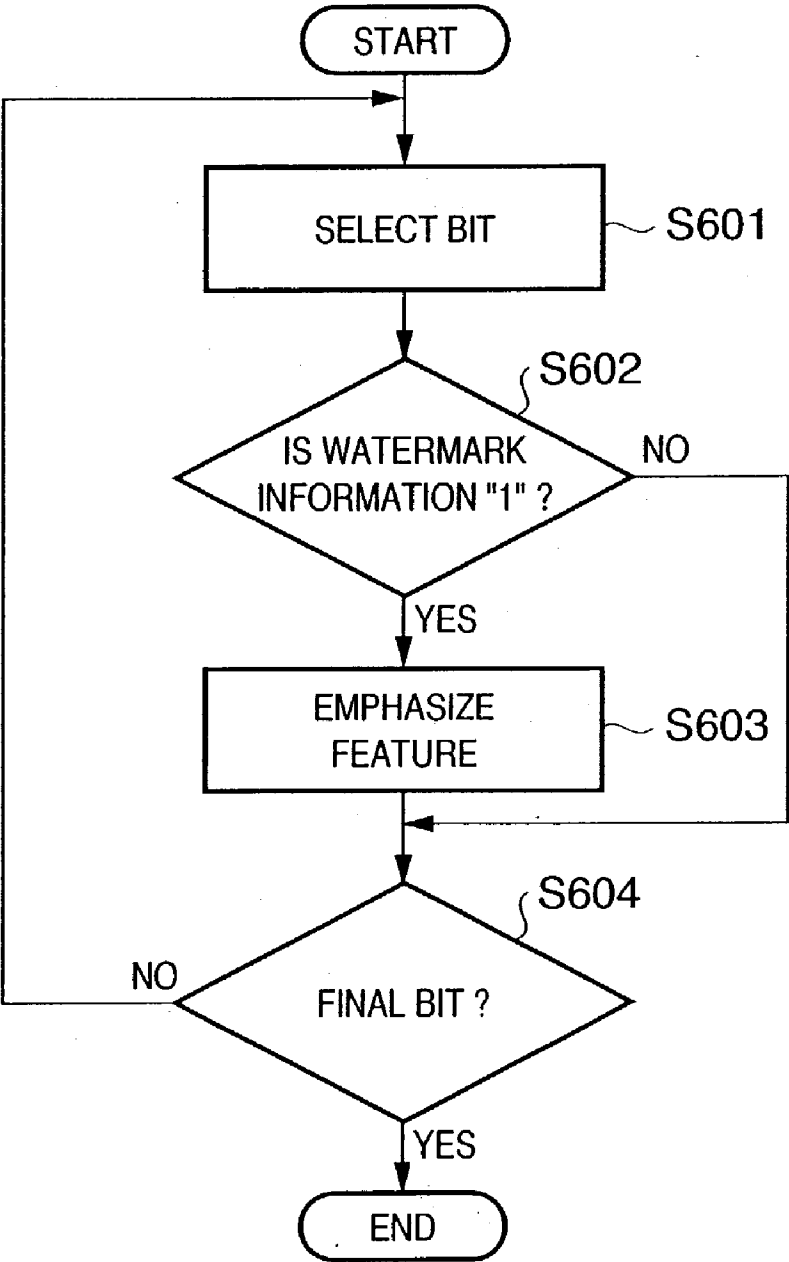 START
SELECT BIT
S601
S602
IS WATERMARK
INFORMATION "1" ?
NO
YES
EMPHASIZE
FEATURE
S603
S604
NO
FINAL BIT ?
YES
END